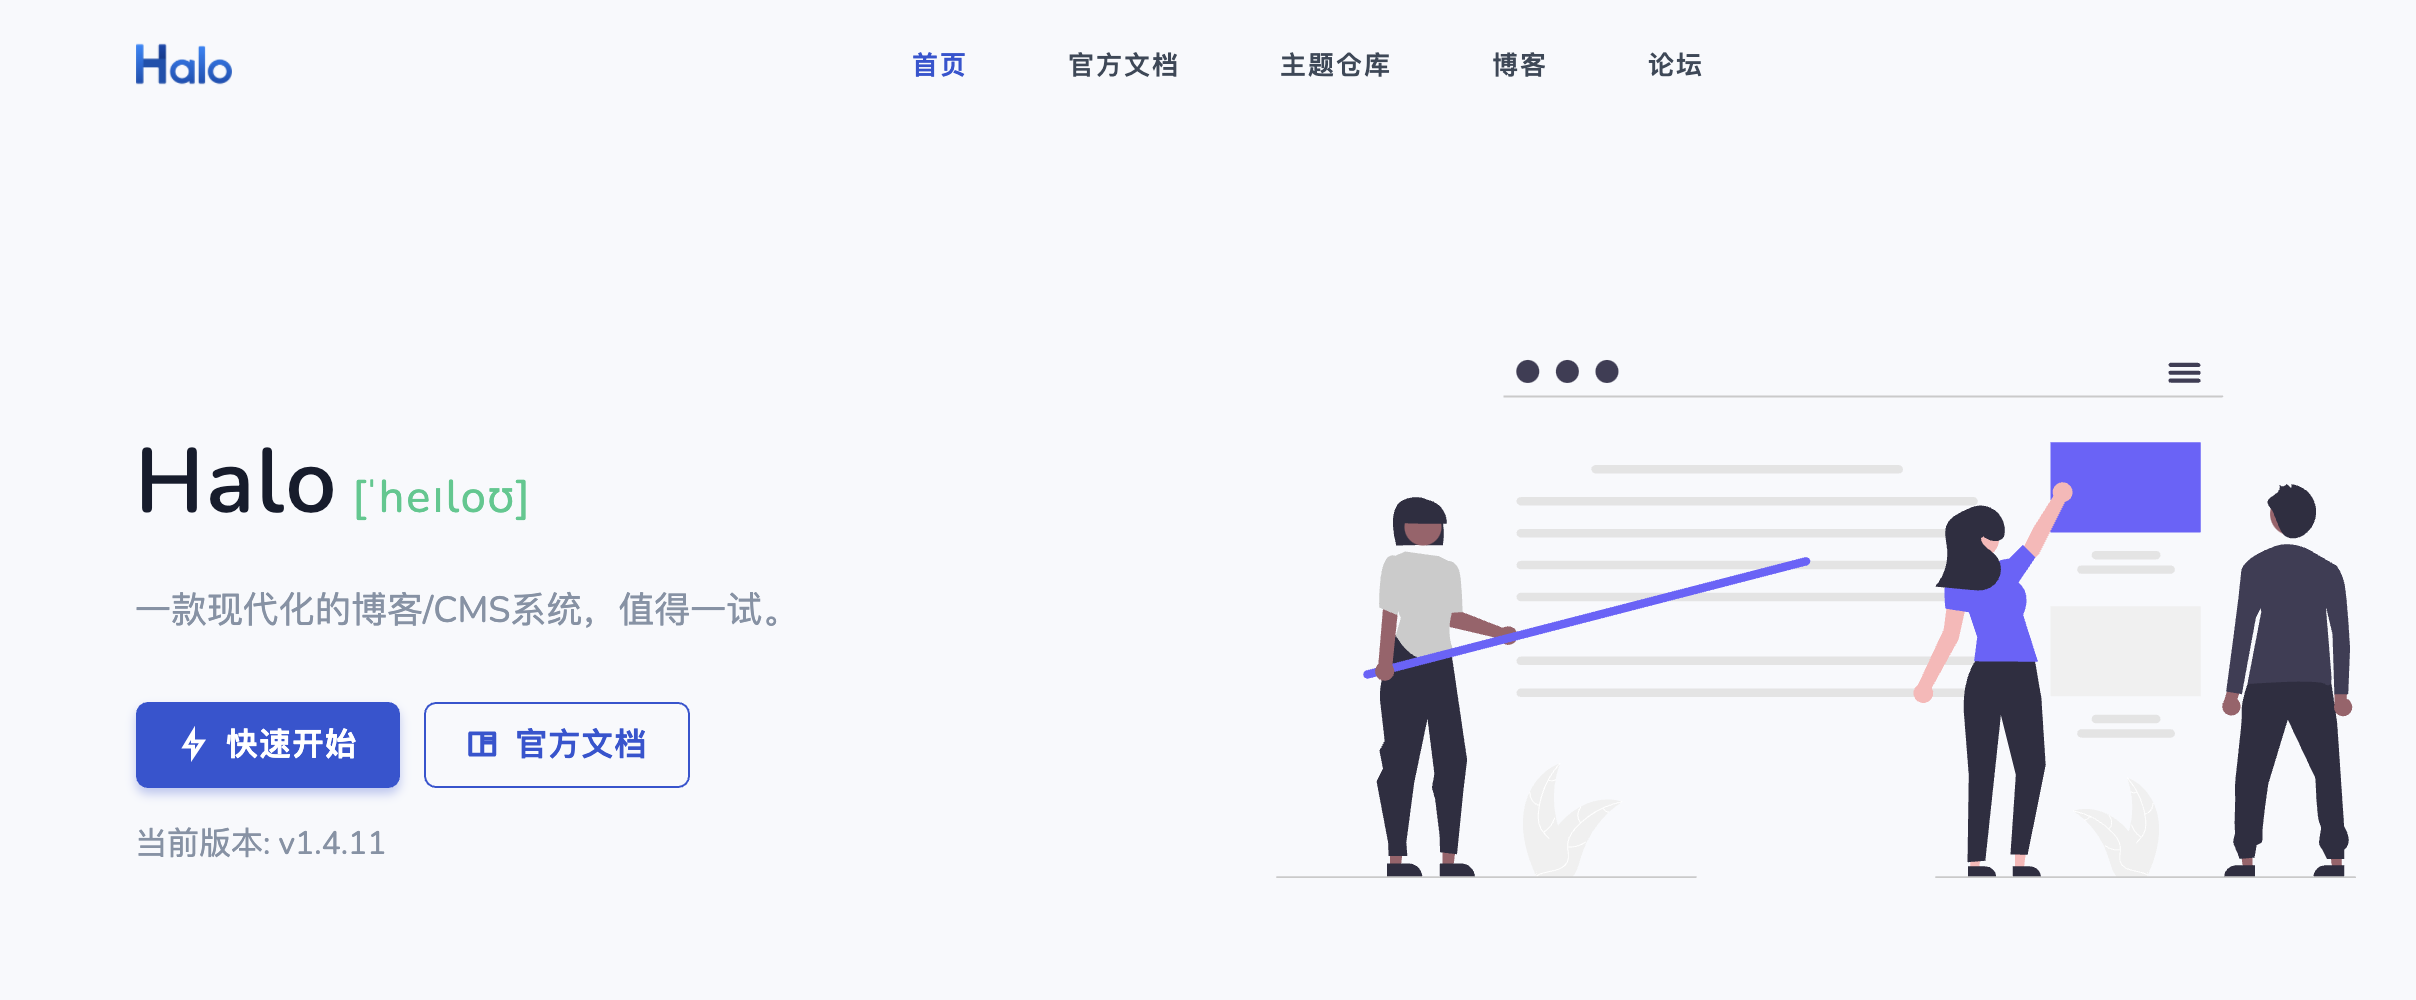 Halo
首页
官方文档
主题仓库
博客
论坛
Halo ['heɪloʊ]
一款现代化的博客/CMS系统，值得一试。
快速开始
官方文档
当前版本: v1.4.11